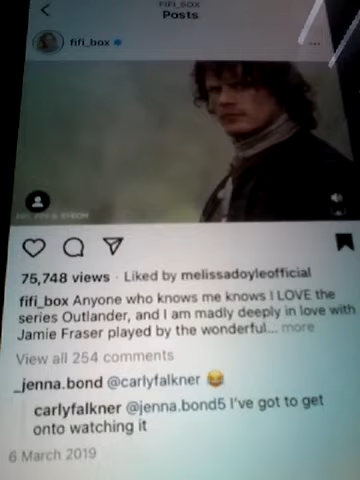 FIFI_BOX
Posts
fifi_box
75,748 views · Liked by melissadoyleofficial
fifi_box Anyone who knows me knows I LOVE the
series Outlander, and I am madly deeply in love with
Jamie Fraser played by the wonderful... more
View all 254 comments
_jenna.bond @carlyfalkner 😂
carlyfalkner @jenna.bond5 I've got to get
onto watching it
6 March 2019